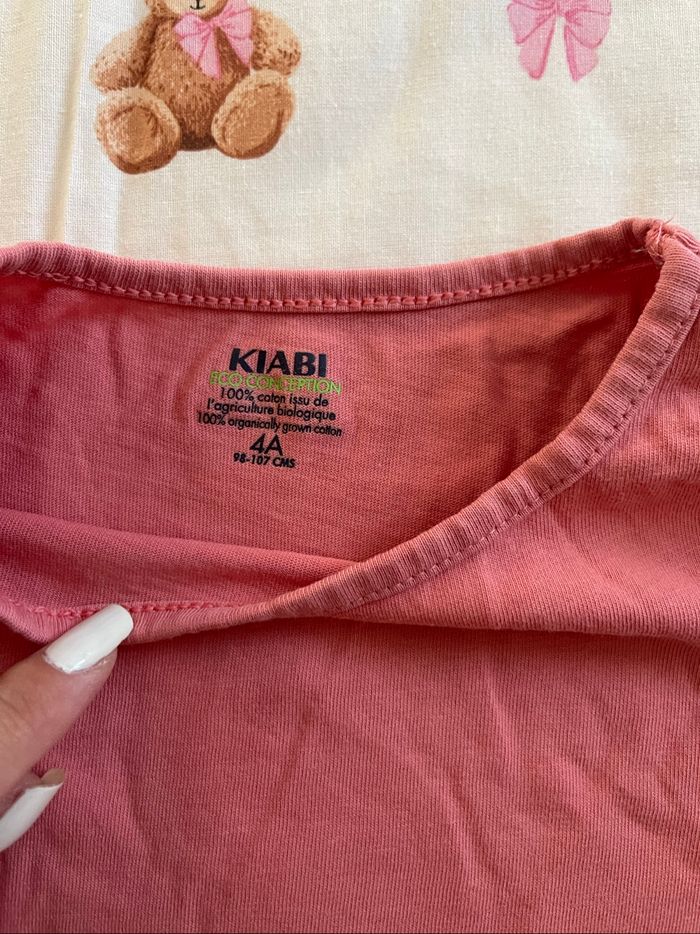 KIABI
ECO CONCEPTION
100% coton issu de
l'agriculture biologique
100% organically grown cotton
4A
98-107 CMS